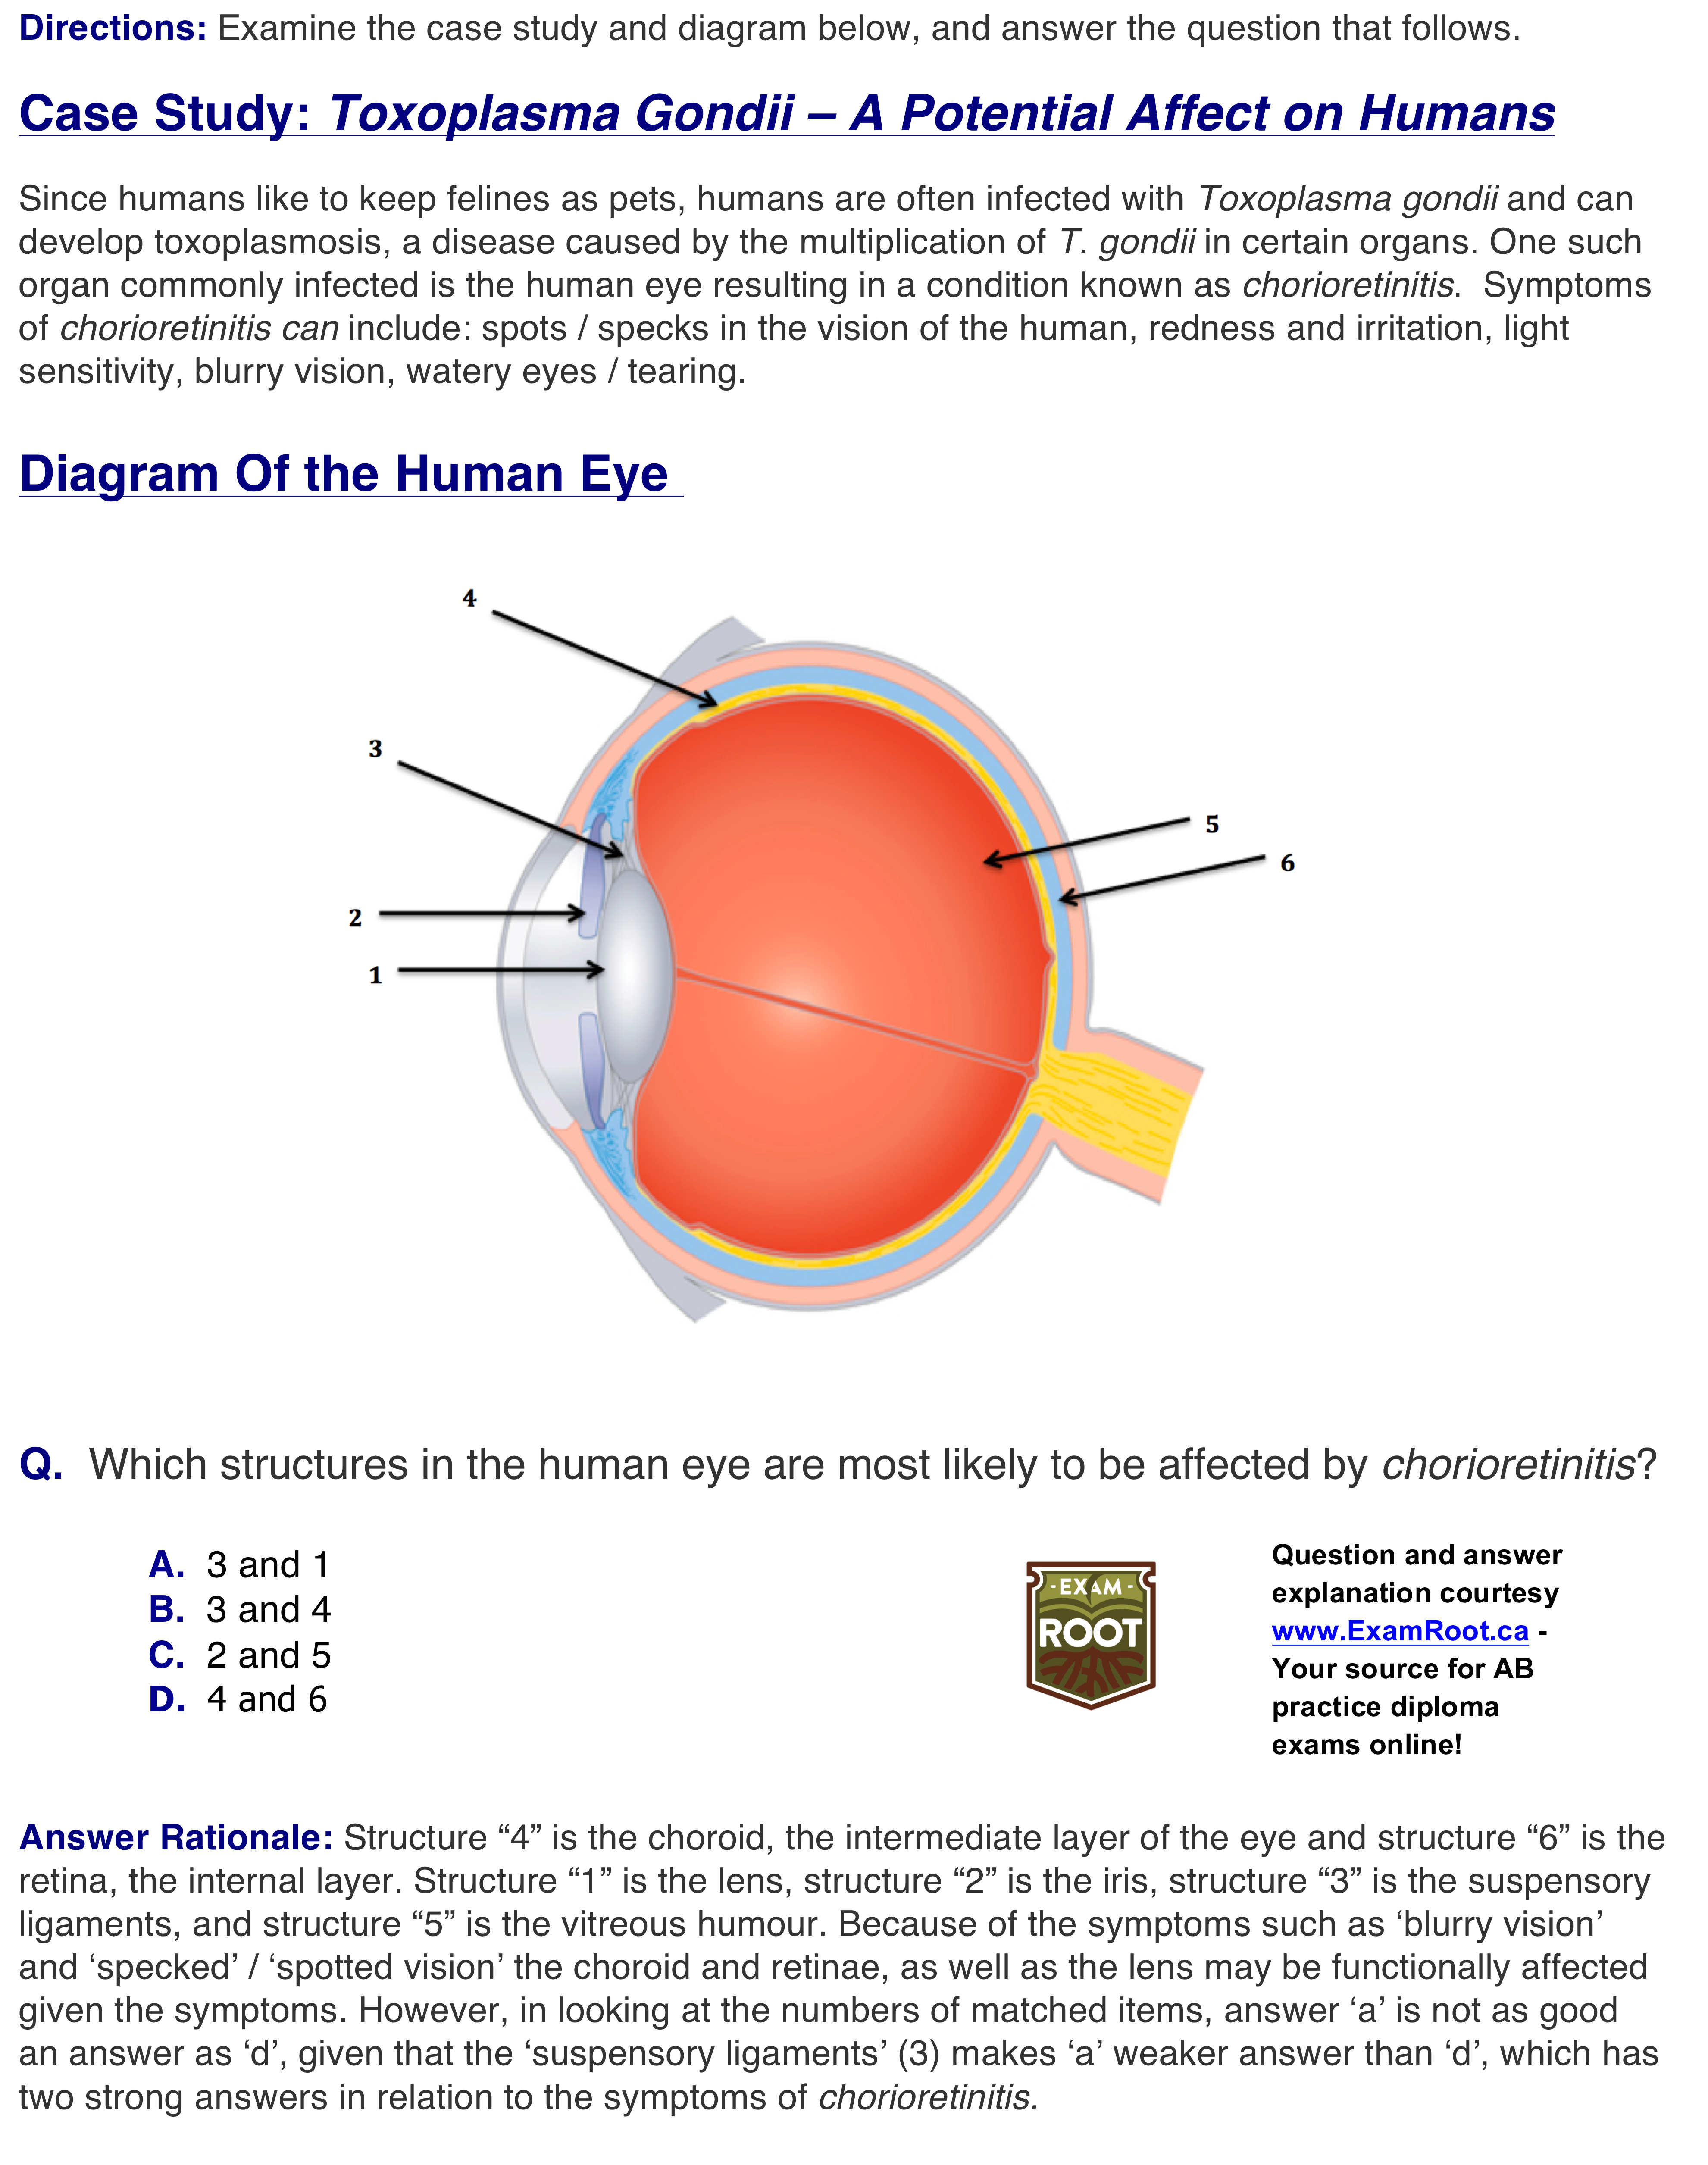 Directions: Examine the case study and diagram below, and answer the question that follows.
Case Study: Toxoplasma Gondii – A Potential Affect on Humans
Since humans like to keep felines as pets, humans are often infected with Toxoplasma gondii and can
develop toxoplasmosis, a disease caused by the multiplication of T. gondii in certain organs. One such
organ commonly infected is the human eye resulting in a condition known as chorioretinitis.  Symptoms
of chorioretinitis can include: spots / specks in the vision of the human, redness and irritation, light
sensitivity, blurry vision, watery eyes / tearing.
Diagram Of the Human Eye
4
3
5
6
2
1
Q.  Which structures in the human eye are most likely to be affected by chorioretinitis?
A.  3 and 1
B.  3 and 4
C.  2 and 5
D.  4 and 6
-EXAM-
ROOT
Question and answer
explanation courtesy
www.ExamRoot.ca -
Your source for AB
practice diploma
exams online!
Answer Rationale: Structure “4” is the choroid, the intermediate layer of the eye and structure “6” is the
retina, the internal layer. Structure “1” is the lens, structure “2” is the iris, structure “3” is the suspensory
ligaments, and structure “5” is the vitreous humour. Because of the symptoms such as ‘blurry vision’
and ‘specked’ / ‘spotted vision’ the choroid and retinae, as well as the lens may be functionally affected
given the symptoms. However, in looking at the numbers of matched items, answer ‘a’ is not as good
an answer as ‘d’, given that the ‘suspensory ligaments’ (3) makes ‘a’ weaker answer than ‘d’, which has
two strong answers in relation to the symptoms of chorioretinitis.